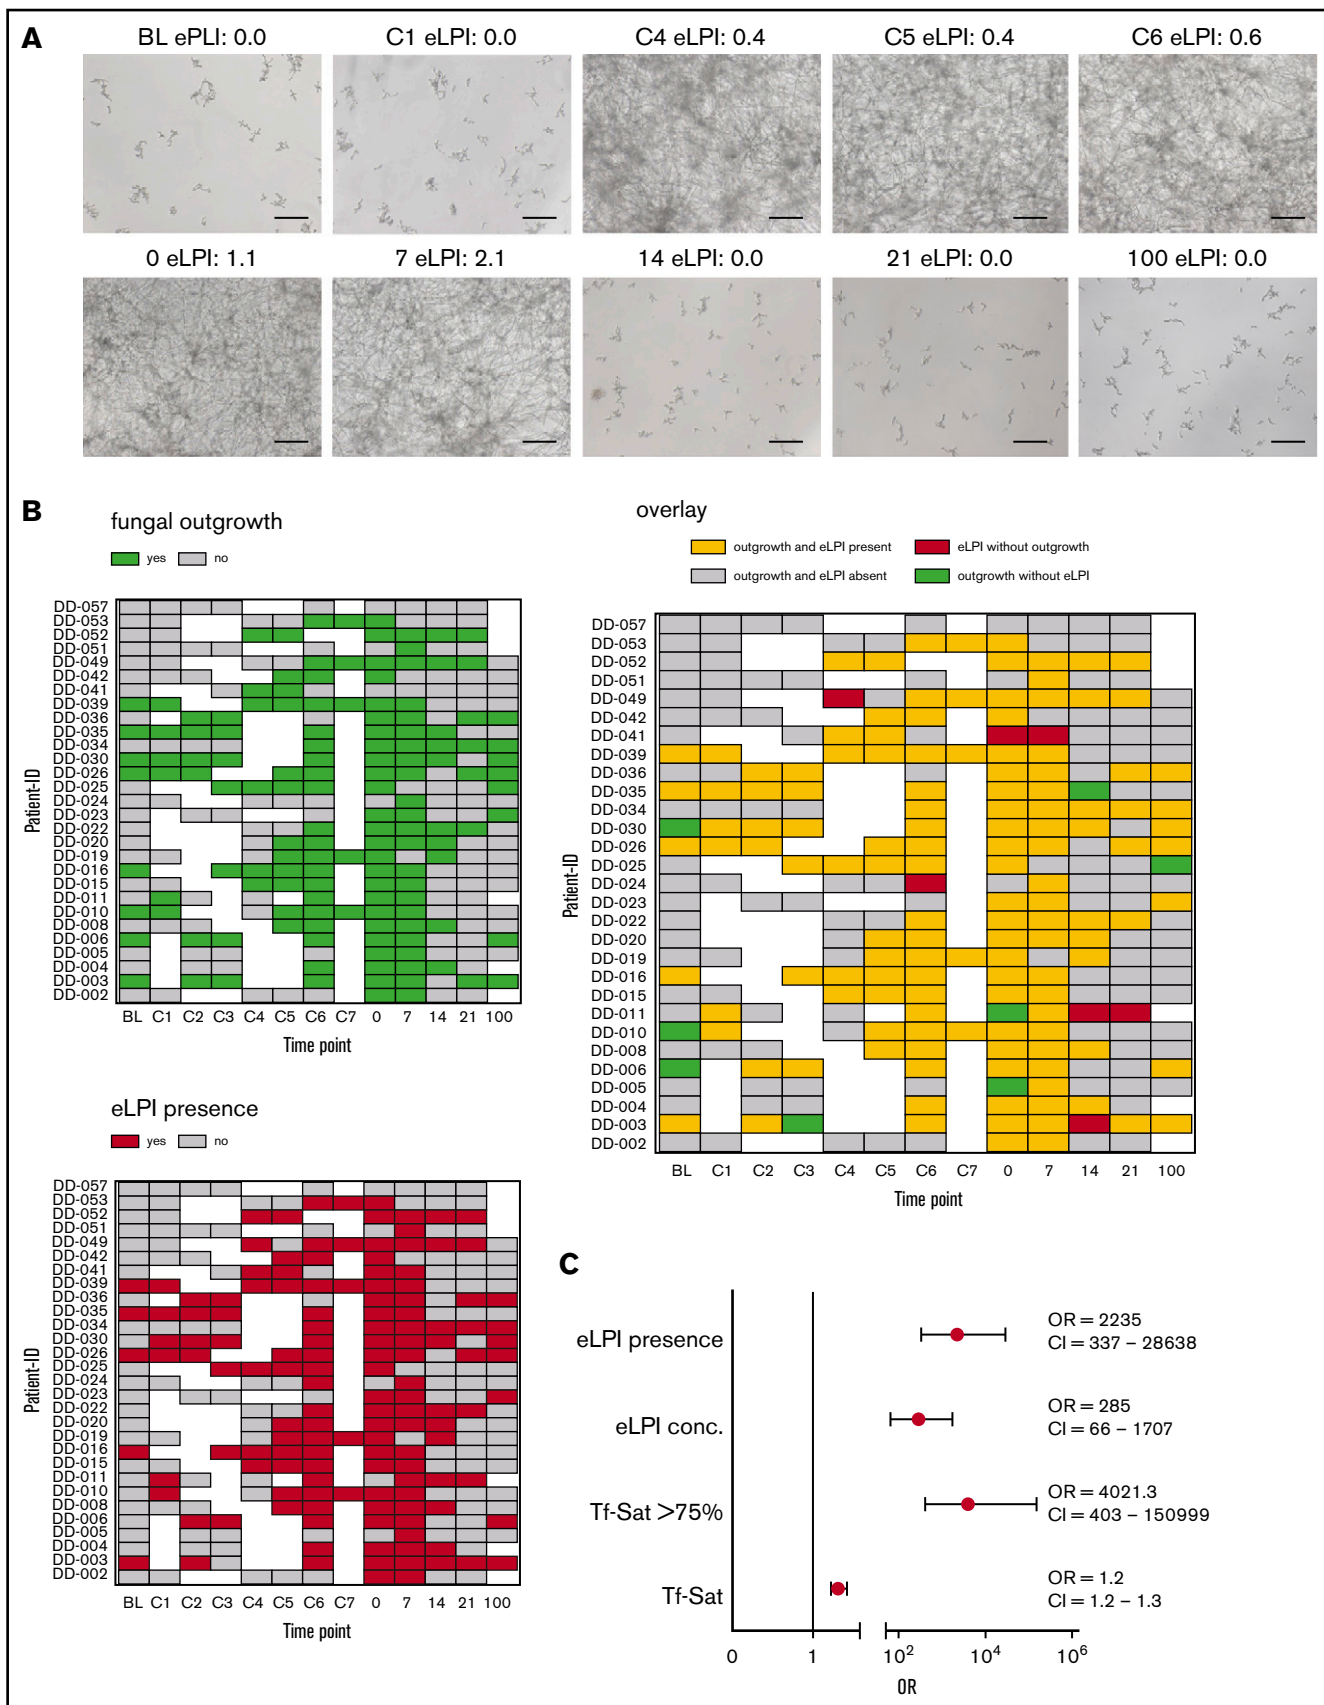 A
BL ePLI: 0.0
C1 eLPI: 0.0
C4 eLPI: 0.4
C5 eLPI: 0.4
C6 eLPI: 0.6
0 eLPI: 1.1
7 eLPI: 2.1
14 eLPI: 0.0
21 eLPI: 0.0
100 eLPI: 0.0
B
fungal outgrowth
yes
no
Patient-ID
DD-057
DD-053
DD-052
DD-051
DD-049
DD-042
DD-041
DD-039
DD-036
DD-035
DD-034
DD-030
DD-026
DD-025
DD-024
DD-023
DD-022
DD-020
DD-019
DD-016
DD-015
DD-011
DD-010
DD-008
DD-006
DD-005
DD-004
DD-003
DD-002
BL C1 C2 C3 C4 C5 C6 C7 0 7 14 21 100
Time point
eLPI presence
yes
no
Patient-ID
DD-057
DD-053
DD-052
DD-051
DD-049
DD-042
DD-041
DD-039
DD-036
DD-035
DD-034
DD-030
DD-026
DD-025
DD-024
DD-023
DD-022
DD-020
DD-019
DD-016
DD-015
DD-011
DD-010
DD-008
DD-006
DD-005
DD-004
DD-003
DD-002
BL C1 C2 C3 C4 C5 C6 C7 0 7 14 21 100
Time point
overlay
outgrowth and eLPI present
eLPI without outgrowth
outgrowth and eLPI absent
outgrowth without eLPI
Patient-ID
DD-057
DD-053
DD-052
DD-051
DD-049
DD-042
DD-041
DD-039
DD-036
DD-035
DD-034
DD-030
DD-026
DD-025
DD-024
DD-023
DD-022
DD-020
DD-019
DD-016
DD-015
DD-011
DD-010
DD-008
DD-006
DD-005
DD-004
DD-003
DD-002
BL C1 C2 C3 C4 C5 C6 C7 0 7 14 21 100
Time point
C
eLPI presence
OR = 2235
CI = 337 – 28638
eLPI conc.
OR = 285
CI = 66 – 1707
Tf-Sat >75%
OR = 4021.3
CI = 403 – 150999
Tf-Sat
OR = 1.2
CI = 1.2 – 1.3
0 1 10² 10⁴ 10⁶
OR